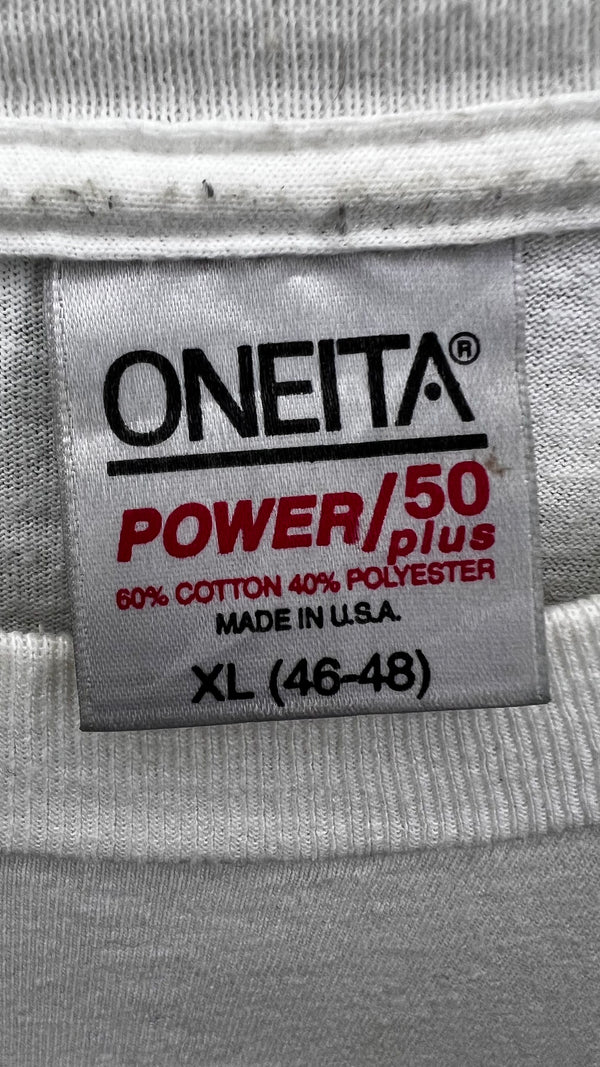 ONEITA®
POWER/50 plus
60% COTTON 40% POLYESTER
MADE IN U.S.A.
XL (46-48)